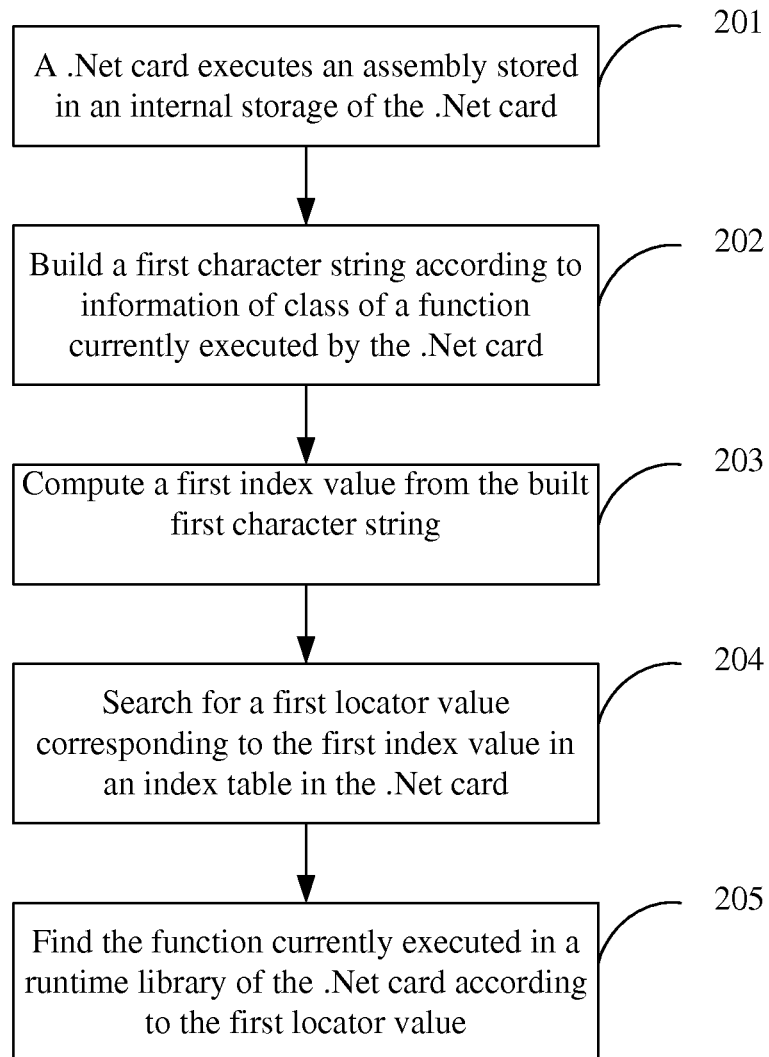 201
A .Net card executes an assembly stored
in an internal storage of the .Net card
202
Build a first character string according to
information of class of a function
currently executed by the .Net card
203
Compute a first index value from the built
first character string
204
Search for a first locator value
corresponding to the first index value in
an index table in the .Net card
205
Find the function currently executed in a
runtime library of the .Net card according
to the first locator value